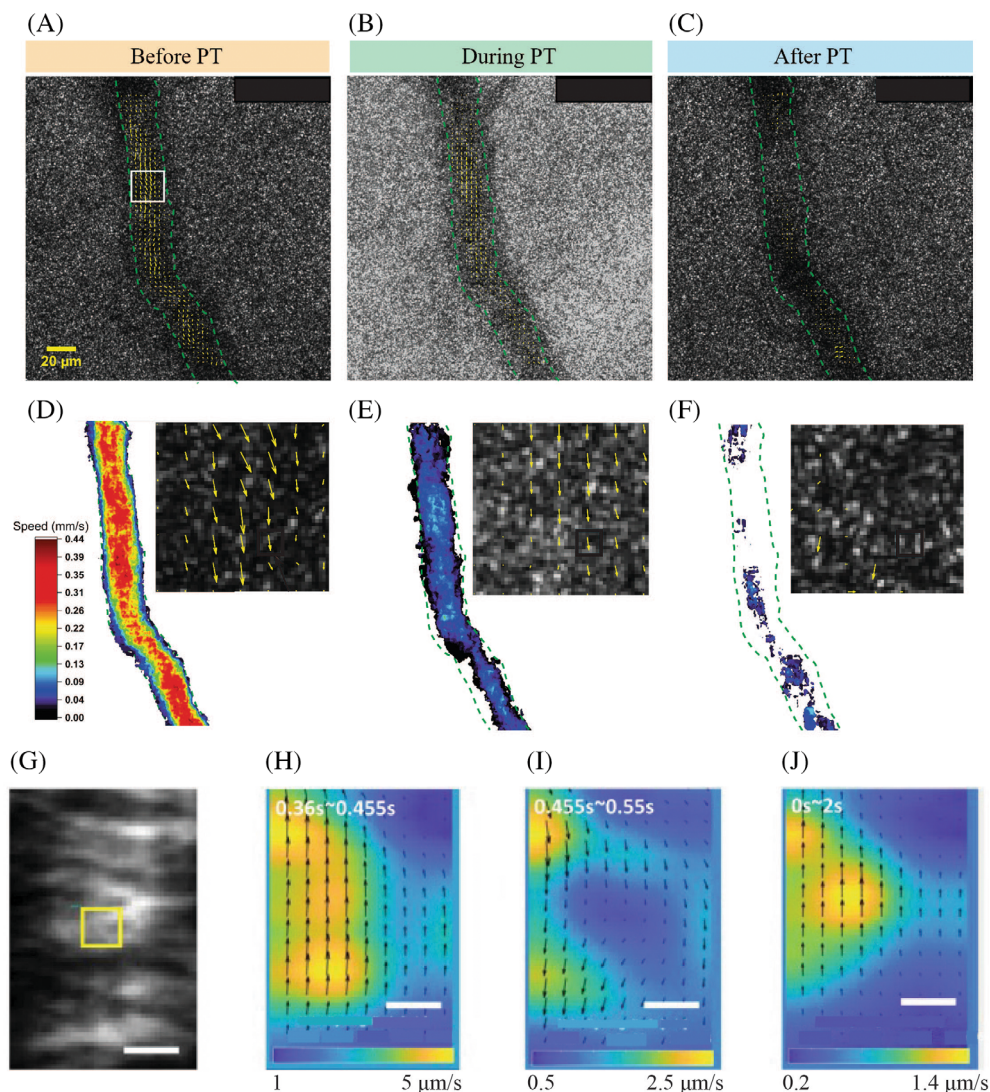 (A)
(B)
(C)
Before PT
During PT
After PT
20 µm
(D)
(E)
(F)
Speed (mm/s)
0.44
0.39
0.35
0.31
0.26
0.22
0.17
0.13
0.09
0.04
0.00
(G)
(H)
(I)
(J)
0.36s~0.455s
0.455s~0.55s
0s~2s
1 5 µm/s
0.5 2.5 µm/s
0.2 1.4 µm/s